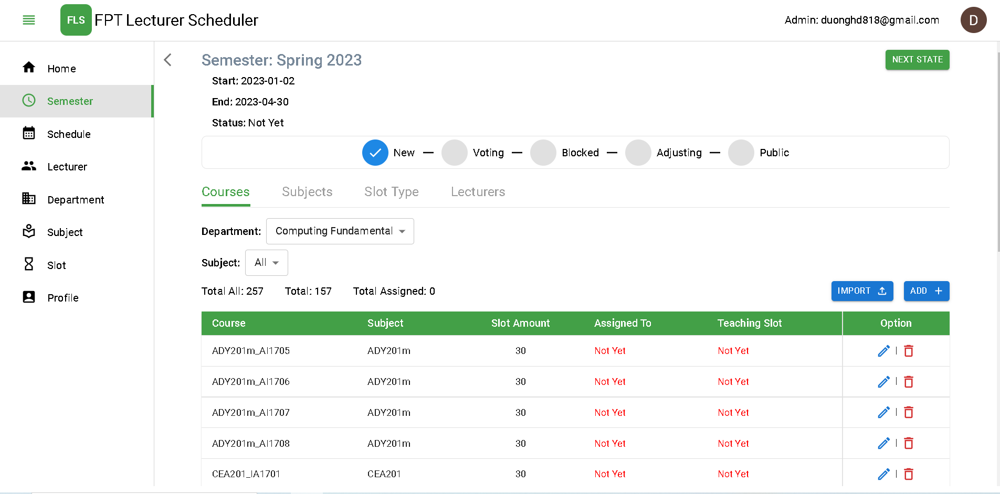 FLS FPT Lecturer Scheduler
Admin: duonghd818@gmail.com
D
Home
Semester
Schedule
Lecturer
Department
Subject
Slot
Profile
Semester: Spring 2023
NEXT STATE
Start: 2023-01-02
End: 2023-04-30
Status: Not Yet
New — Voting — Blocked — Adjusting — Public
Courses Subjects Slot Type Lecturers
Department: Computing Fundamental
Subject: All
Total All: 257 Total: 157 Total Assigned: 0
IMPORT ADD +
Course Subject Slot Amount Assigned To Teaching Slot Option
ADY201m_AI1705 ADY201m 30 Not Yet Not Yet |
ADY201m_AI1706 ADY201m 30 Not Yet Not Yet |
ADY201m_AI1707 ADY201m 30 Not Yet Not Yet |
ADY201m_AI1708 ADY201m 30 Not Yet Not Yet |
CEA201_IA1701 CEA201 30 Not Yet Not Yet |